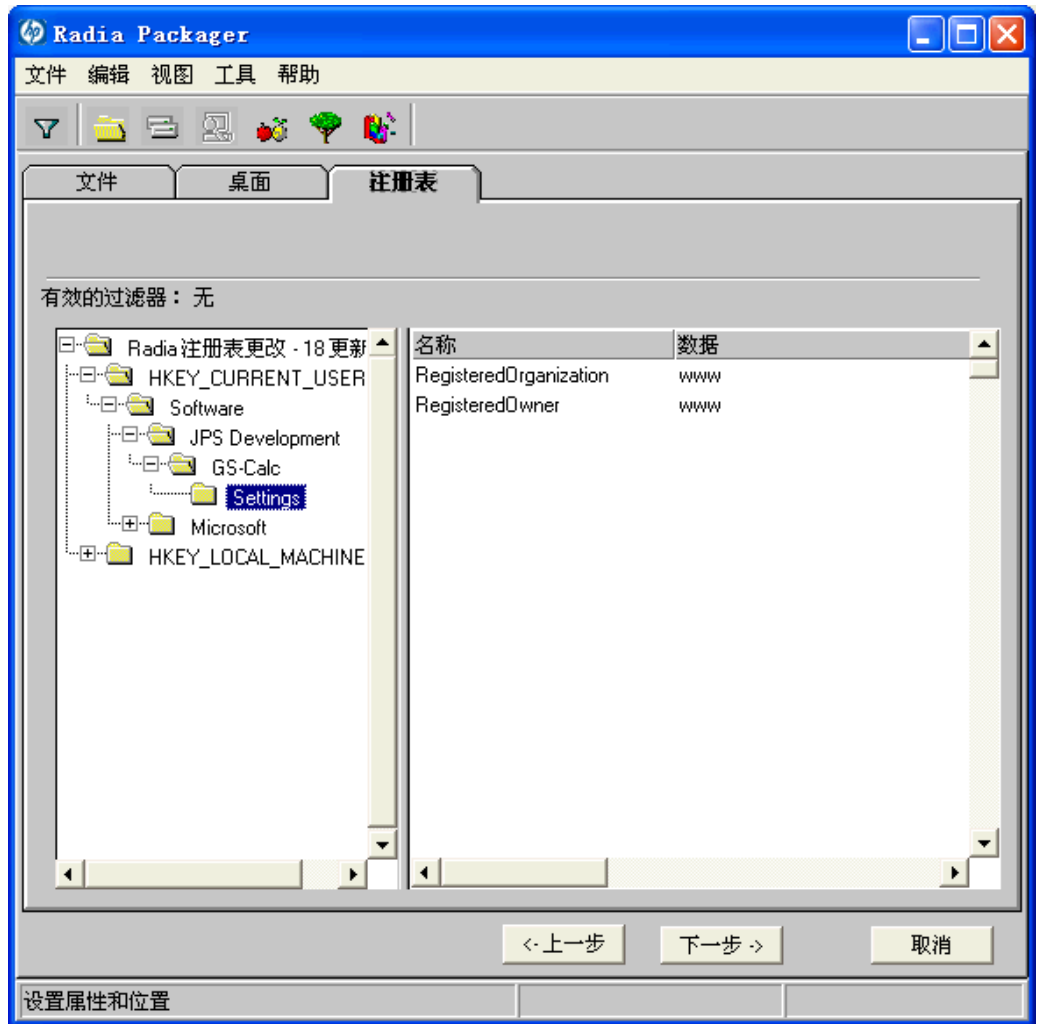 Radia Packager
文件 编辑 视图 工具 帮助
文件 桌面 注册表
有效的过滤器：无
Radia 注册表更改 - 18 更新
HKEY_CURRENT_USER
Software
JPS Development
GS-Calc
Settings
Microsoft
HKEY_LOCAL_MACHINE
名称 数据
RegisteredOrganization www
RegisteredOwner www
<- 上一步 下一步 -> 取消
设置属性和位置